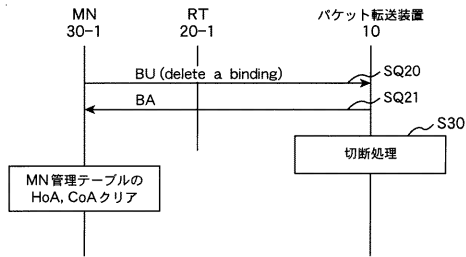 MN
30-1
RT
20-1
パケット転送装置
10
BU(delete a binding)
SQ20
BA
SQ21
S30
切断処理
MN管理テーブルの
HoA, CoAクリア